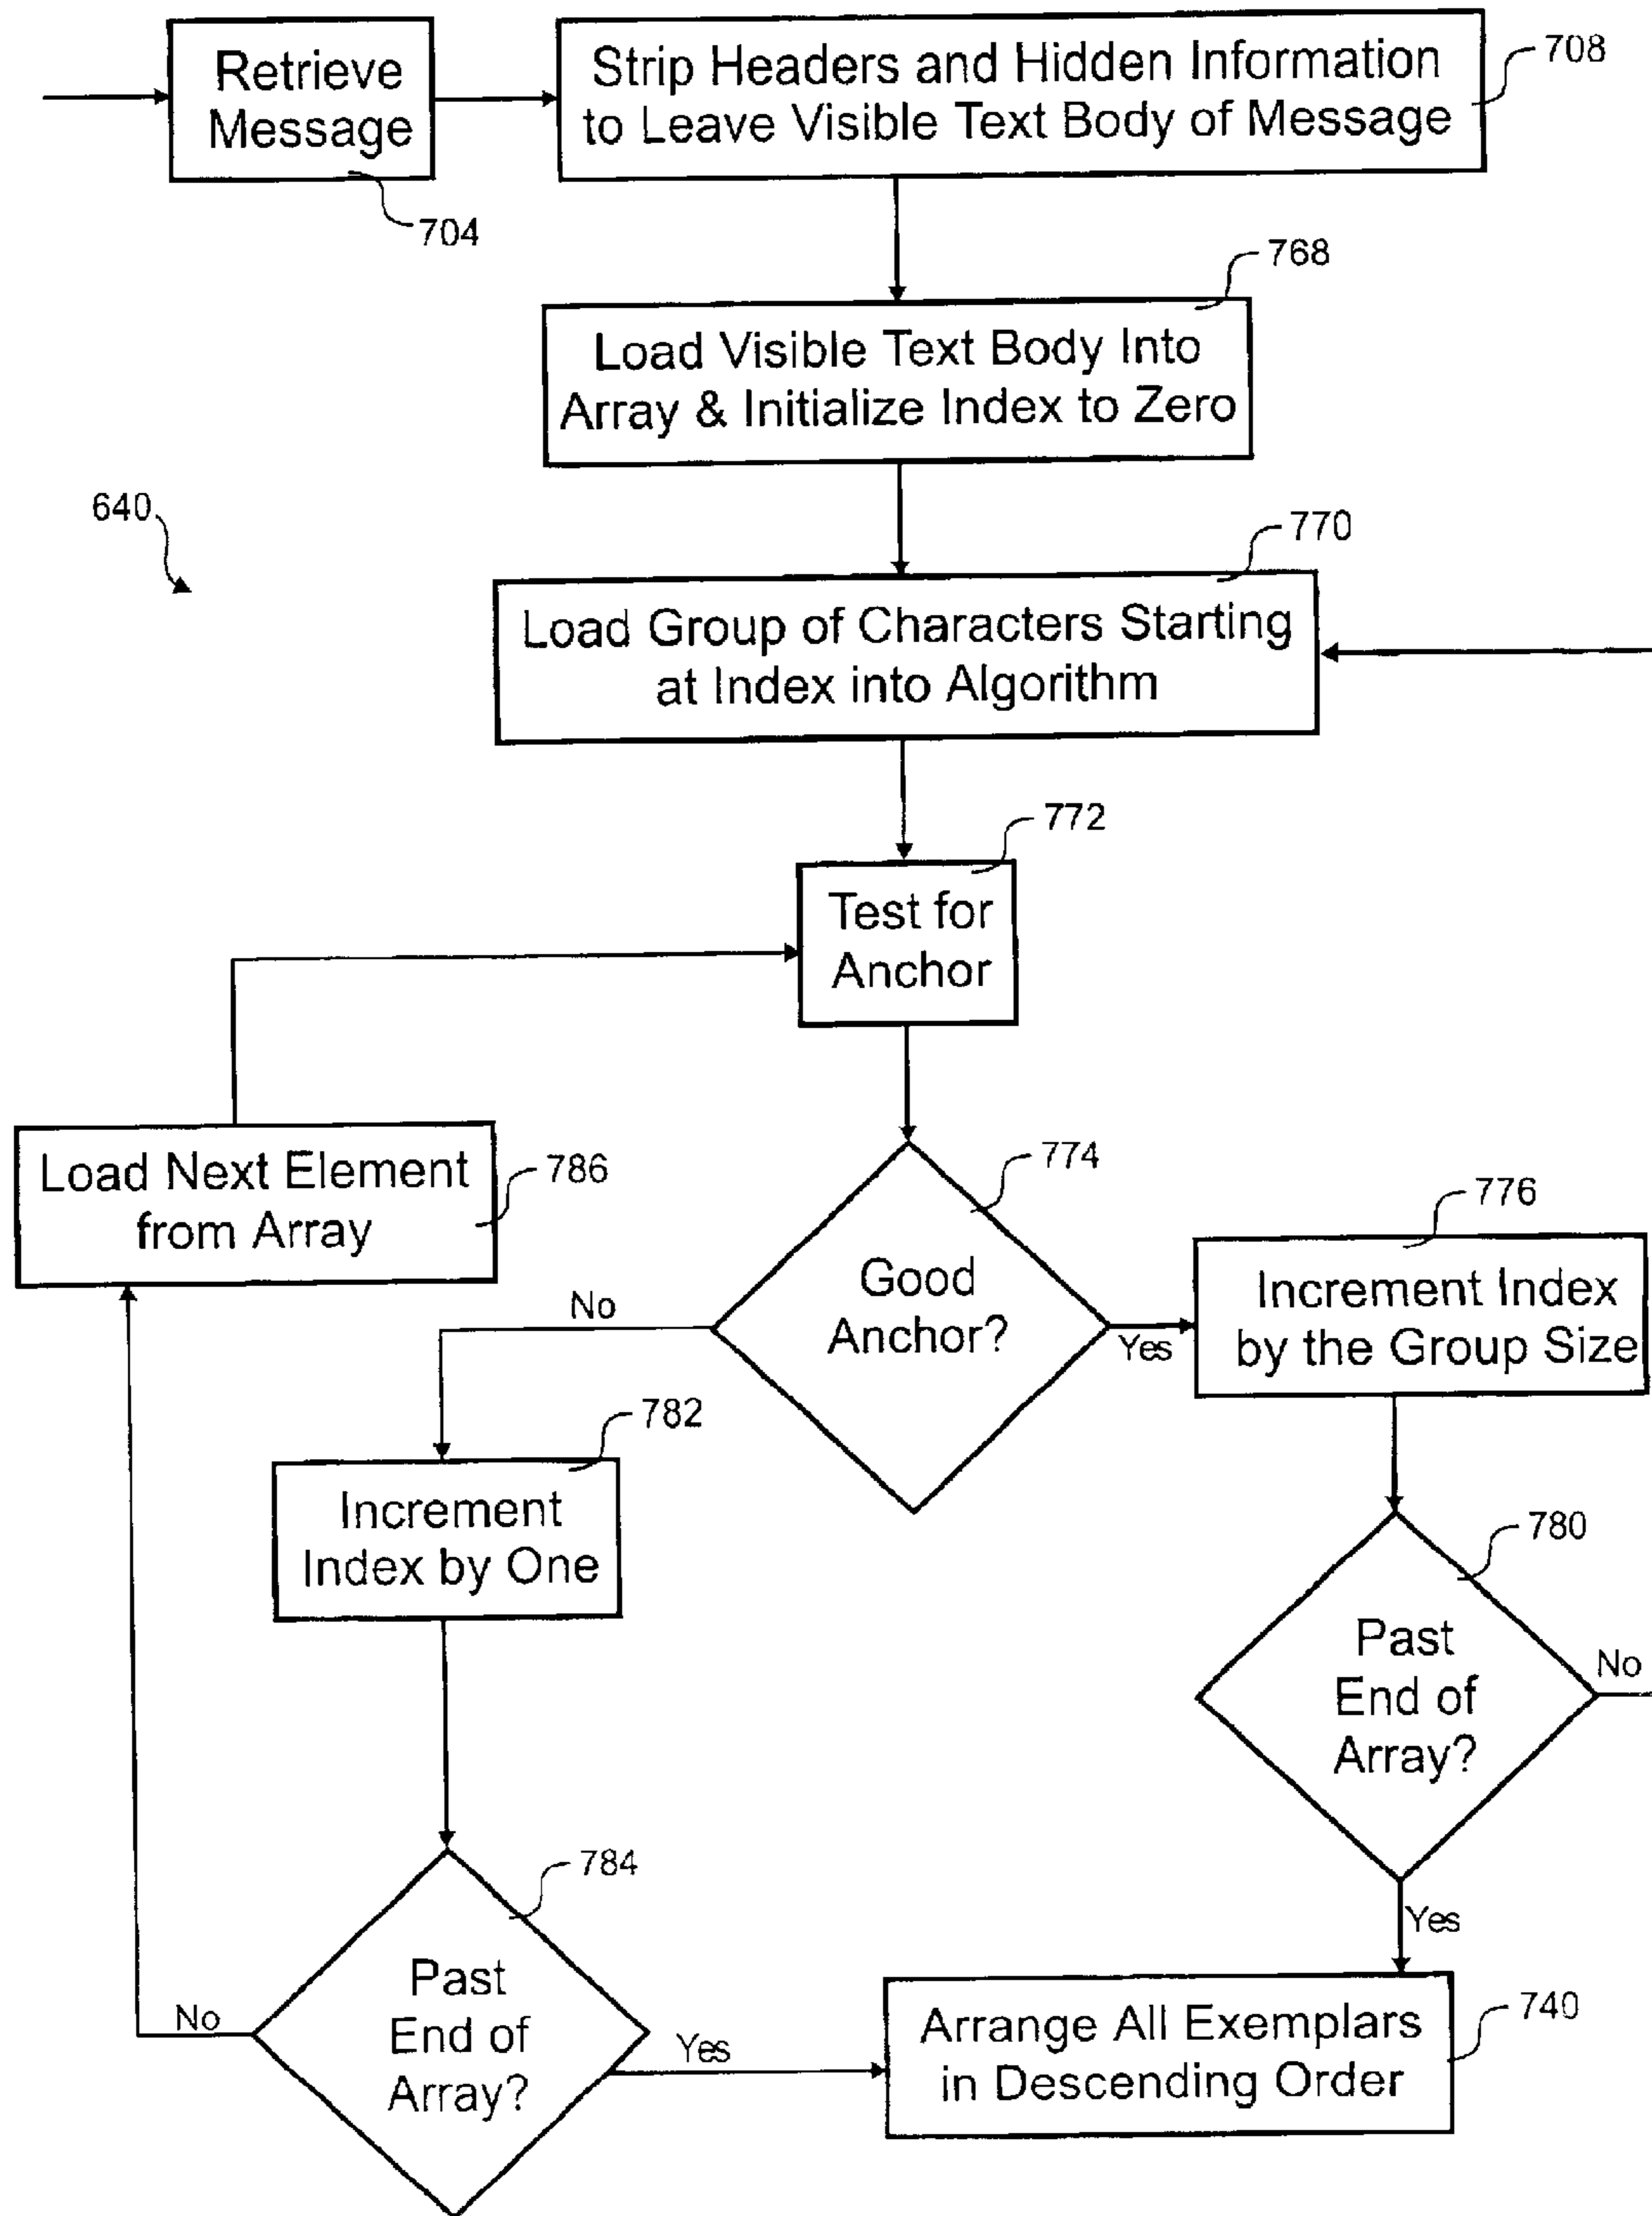 Retrieve
Message
704
Strip Headers and Hidden Information
to Leave Visible Text Body of Message
708
768
Load Visible Text Body Into
Array & Initialize Index to Zero
640
770
Load Group of Characters Starting
at Index into Algorithm
772
Test for
Anchor
Load Next Element
from Array
786
774
Good
Anchor?
No
Yes
776
Increment Index
by the Group Size
782
Increment
Index by One
780
Past
End of
Array?
No
Yes
784
Past
End of
Array?
No
Yes
Arrange All Exemplars
in Descending Order
740